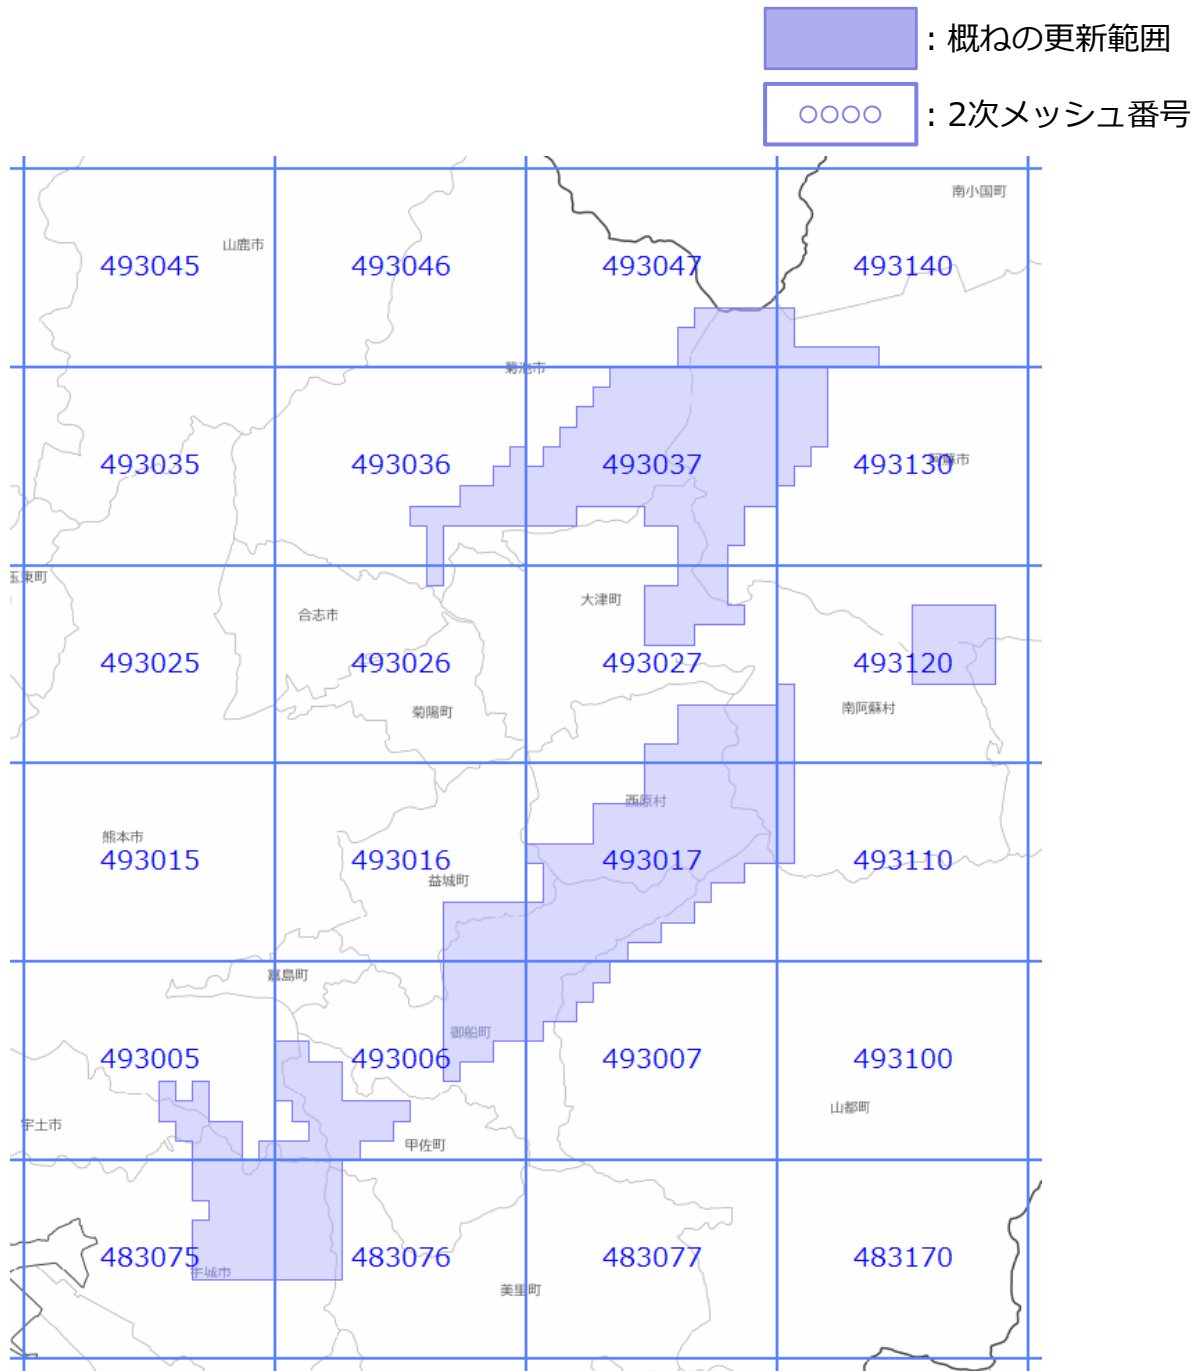 ：概ねの更新範囲
○○○○：2次メッシュ番号
南小国町
山鹿市
493045 493046 493047 493140
菊池市
493035 493036 493037 493130 阿蘇市
玉東町
大津町
合志市
493025 493026 493027 493120
菊陽町 南阿蘇村
西原村
熊本市
493015 493016 493017 493110
益城町
嘉島町
御船町
493005 493006 493007 493100
山都町
宇土市
甲佐町
483075 483076 483077 483170
宇城市
美里町